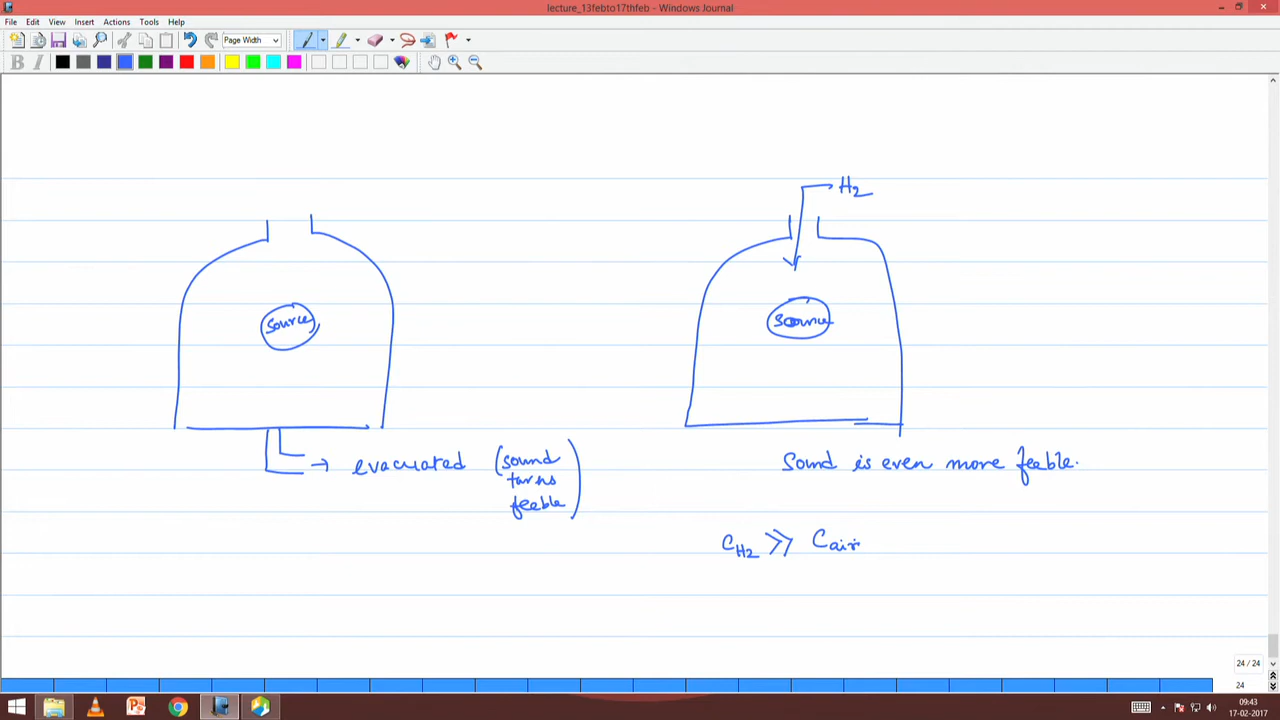 lecture_13febto17thfeb - Windows Journal
File Edit View Insert Actions Tools Help
Page Width
B I
H2
Source
Source
evacuated (sound
turns
feeble)
Sound is even more feeble.
CH2 >> Cair
24 / 24
24
09:43
17-02-2017